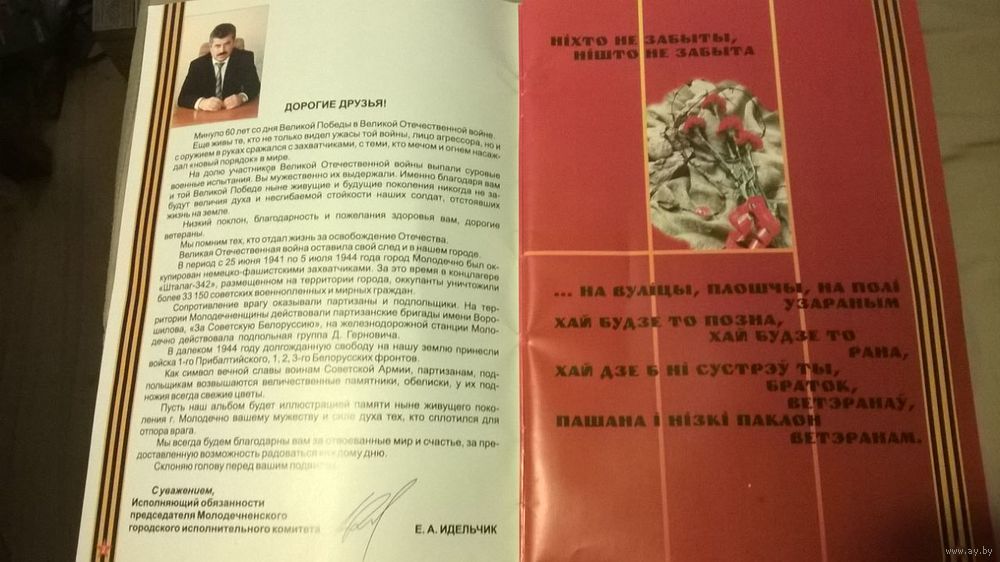 ДОРОГИЕ ДРУЗЬЯ!
Минуло 60 лет со дня Великой Победы в Великой Отечественной войне.
Еще живы те, кто не только видел ужасы той войны, лицо агрессора, но и
с оружием в руках сражался с захватчиками, с теми, кто мечом и огнем насаж-
дал «новый порядок» в мире.
На долю участников Великой Отечественной войны выпали суровые
военные испытания. Вы мужественно их выдержали. Именно благодаря вам
и той Великой Победе ныне живущие и будущие поколения никогда не за-
будут величия духа и несгибаемой стойкости наших солдат, отстоявших
жизнь на земле.
Низкий поклон, благодарность и пожелания здоровья вам, дорогие
ветераны.
Мы помним тех, кто отдал жизнь за освобождение Отечества.
Великая Отечественная война оставила свой след и в нашем городе.
В период с 25 июня 1941 по 5 июля 1944 года город Молодечно был ок-
купирован немецко-фашистскими захватчиками. За это время в концлагере
«Шталаг-342», размещенном на территории города, оккупанты уничтожили
более 33 150 советских военнопленных и мирных граждан.
Сопротивление врагу оказывали партизаны и подпольщики. На тер-
ритории Молодечненщины действовали партизанские бригады имени Воро-
шилова, «За Советскую Белоруссию», на железнодорожной станции Моло-
дечно действовала подпольная группа Д. Герновича.
В далеком 1944 году долгожданную свободу на нашу землю принесли
войска 1-го Прибалтийского, 1, 2, 3-го Белорусских фронтов.
Как символ вечной славы воинам Советской Армии, партизанам, под-
польщикам возвышаются величественные памятники, обелиски, у их под-
ножия всегда свежие цветы.
Пусть наш альбом будет иллюстрацией памяти ныне живущего поко-
ления г. Молодечно вашему мужеству и силе духа тех, кто сплотился для
отпора врага.
Мы всегда будем благодарны вам за отвоеванные мир и счастье, за пре-
доставленную возможность радоваться каждому дню.
Склоняю голову перед вашим подвигом.
С уважением,
Исполняющий обязанности
председателя Молодечненского
городского исполнительного комитета
Е. А. ИДЕЛЬЧИК
НІХТО НЕ ЗАБЫТЫ,
НІШТО НЕ ЗАБЫТА
... НА ВУЛІЦЫ, ПЛОШЧЫ, НА ПОЛІ
УЗАРАНЫМ
ХАЙ БУДЗЕ ТО ПОЗНА,
ХАЙ БУДЗЕ ТО
РАНА,
ХАЙ ДЗЕ Б НІ СУСТРЭЎ ТЫ,
БРАТОК,
ВЕТЭРАНАЎ,
ПАШАНА І НІЗКІ ПАКЛОН
ВЕТЭРАНАМ.
www.ay.by